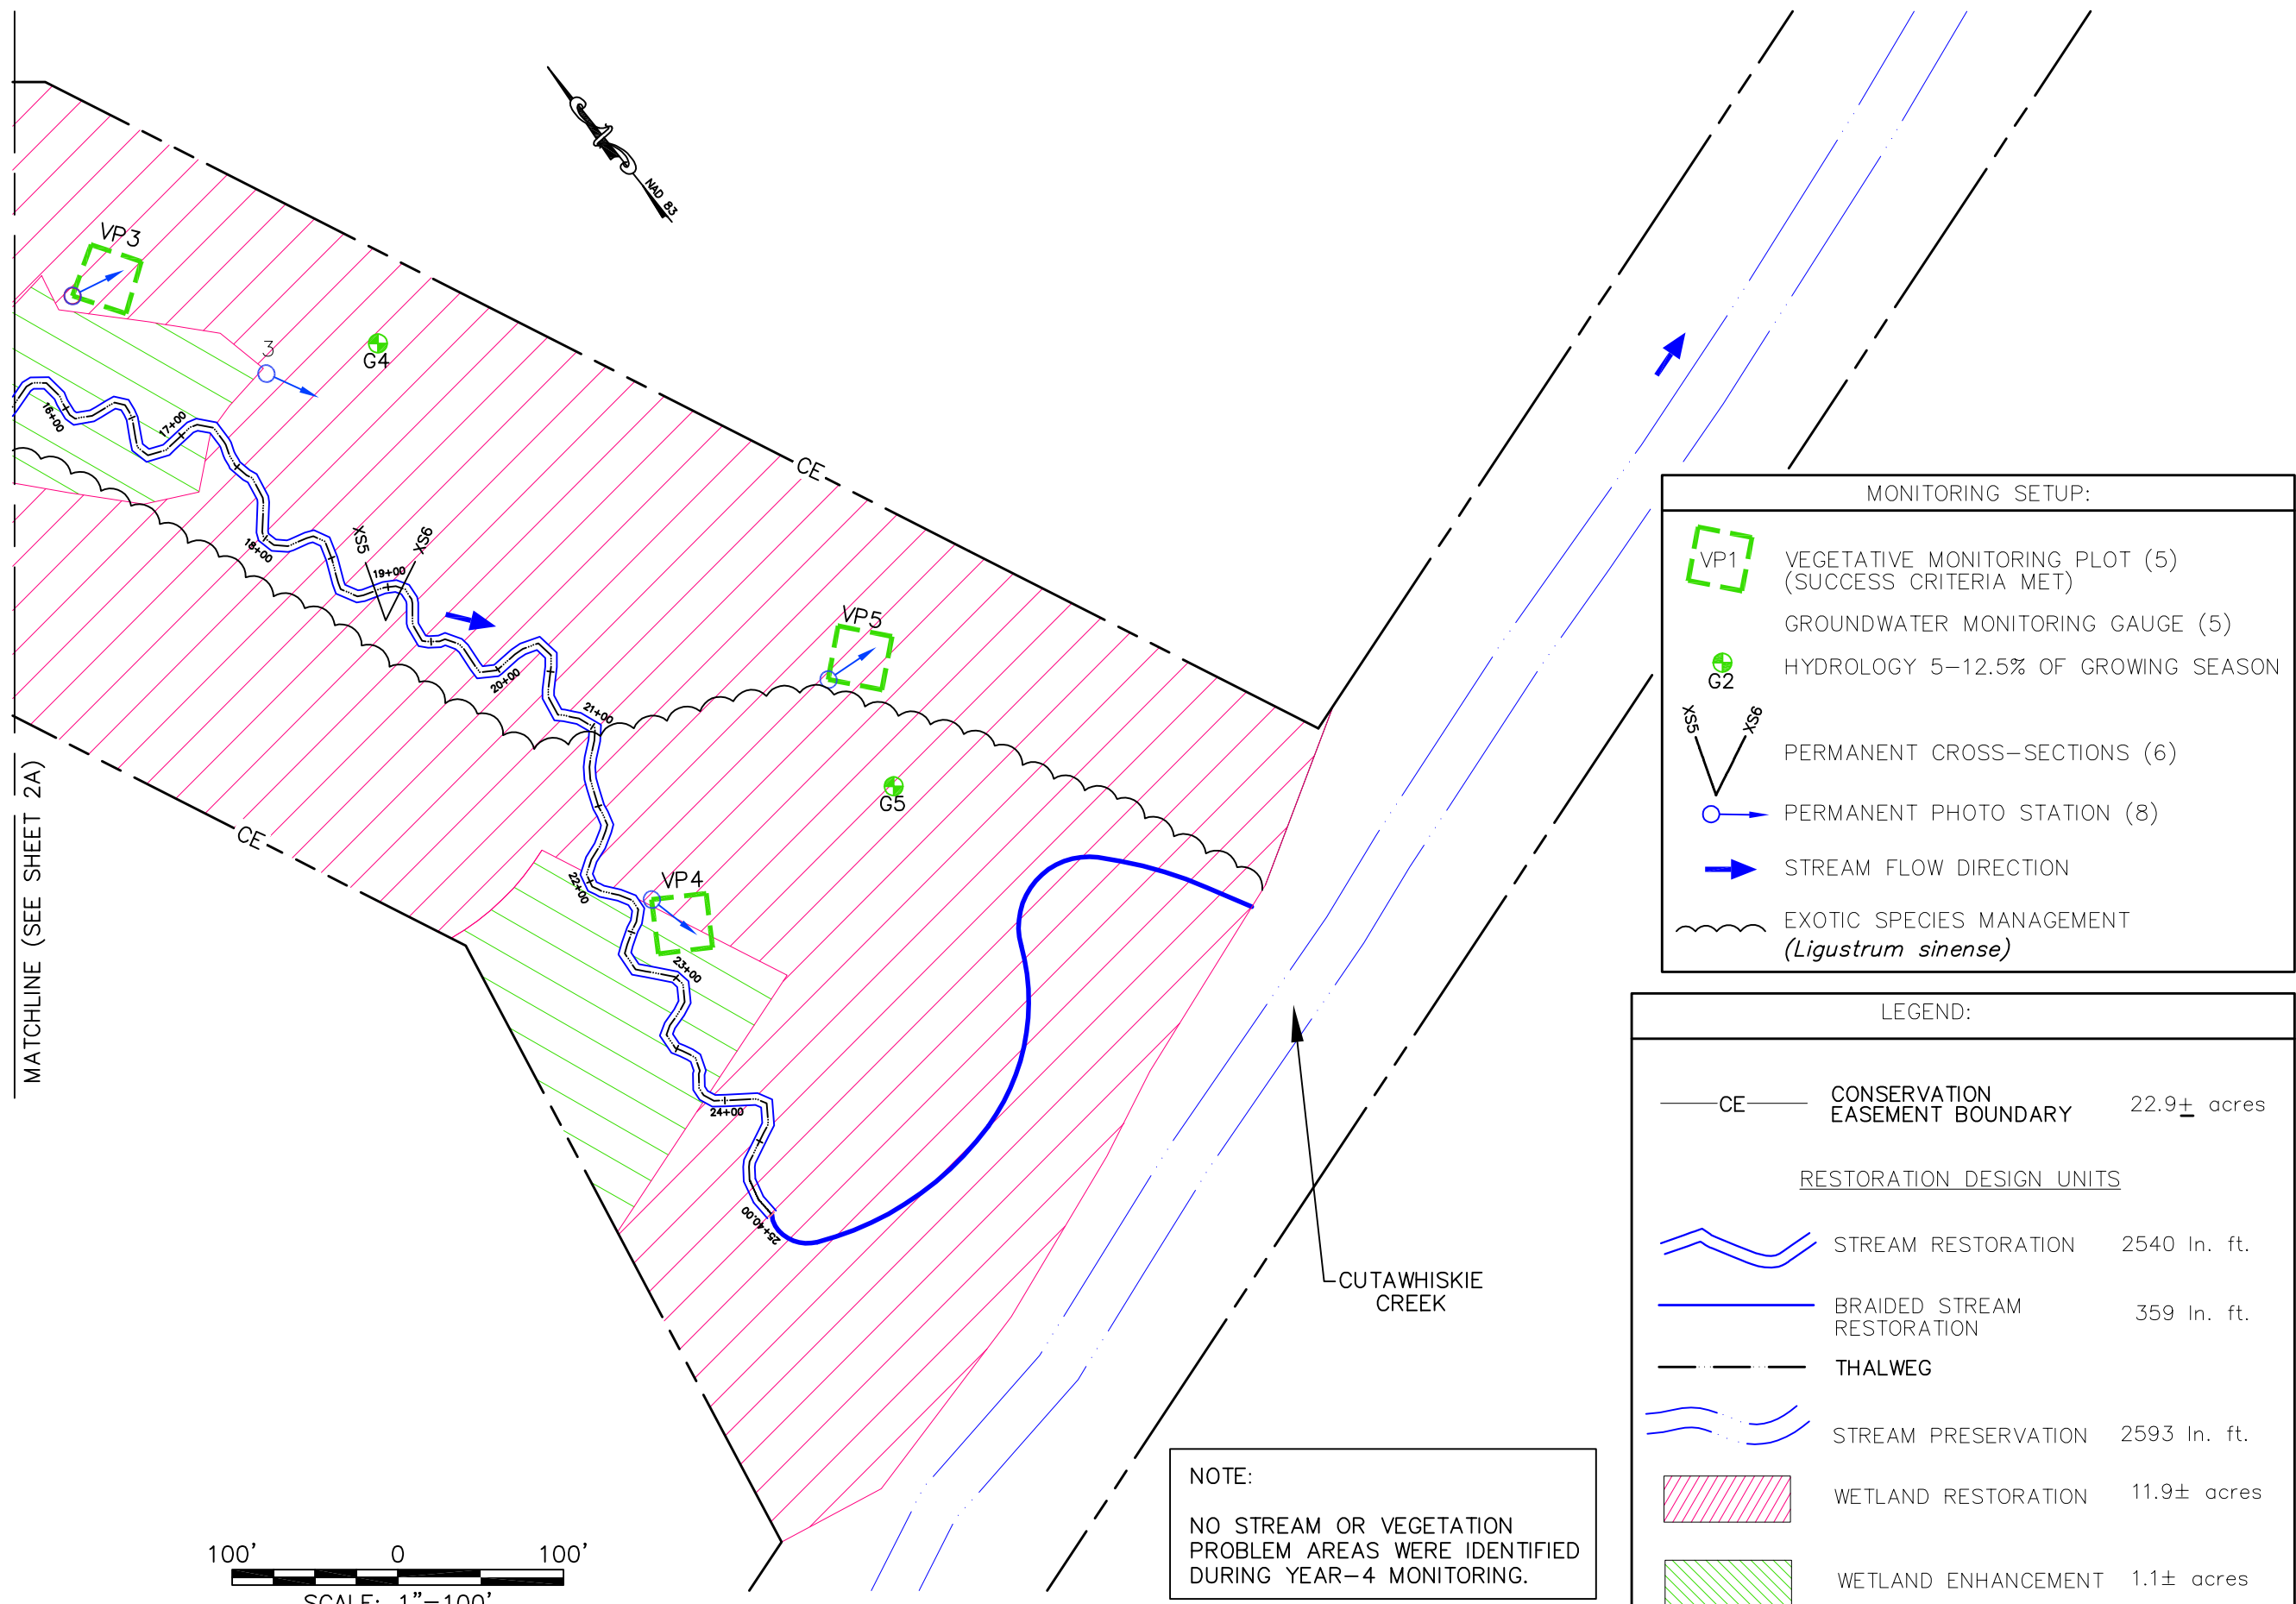 NAD 83
VP3
3
G4
16+00
17+00
18+00
XS5
XS6
19+00
20+00
21+00
22+00
23+00
24+00
25+40.00
CE
VP5
G5
VP4
CE
MATCHLINE (SEE SHEET 2A)
CUTAWHISKIE
CREEK
100'
0
100'
SCALE: 1"=100'
NOTE:
NO STREAM OR VEGETATION
PROBLEM AREAS WERE IDENTIFIED
DURING YEAR-4 MONITORING.
MONITORING SETUP:
VP1
VEGETATIVE MONITORING PLOT (5)
(SUCCESS CRITERIA MET)
GROUNDWATER MONITORING GAUGE (5)
HYDROLOGY 5-12.5% OF GROWING SEASON
G2
XS5
XS6
PERMANENT CROSS-SECTIONS (6)
PERMANENT PHOTO STATION (8)
STREAM FLOW DIRECTION
EXOTIC SPECIES MANAGEMENT
(Ligustrum sinense)
LEGEND:
CE
CONSERVATION
EASEMENT BOUNDARY 22.9± acres
RESTORATION DESIGN UNITS
STREAM RESTORATION 2540 ln. ft.
BRAIDED STREAM
RESTORATION 359 ln. ft.
THALWEG
STREAM PRESERVATION 2593 ln. ft.
WETLAND RESTORATION 11.9± acres
WETLAND ENHANCEMENT 1.1± acres